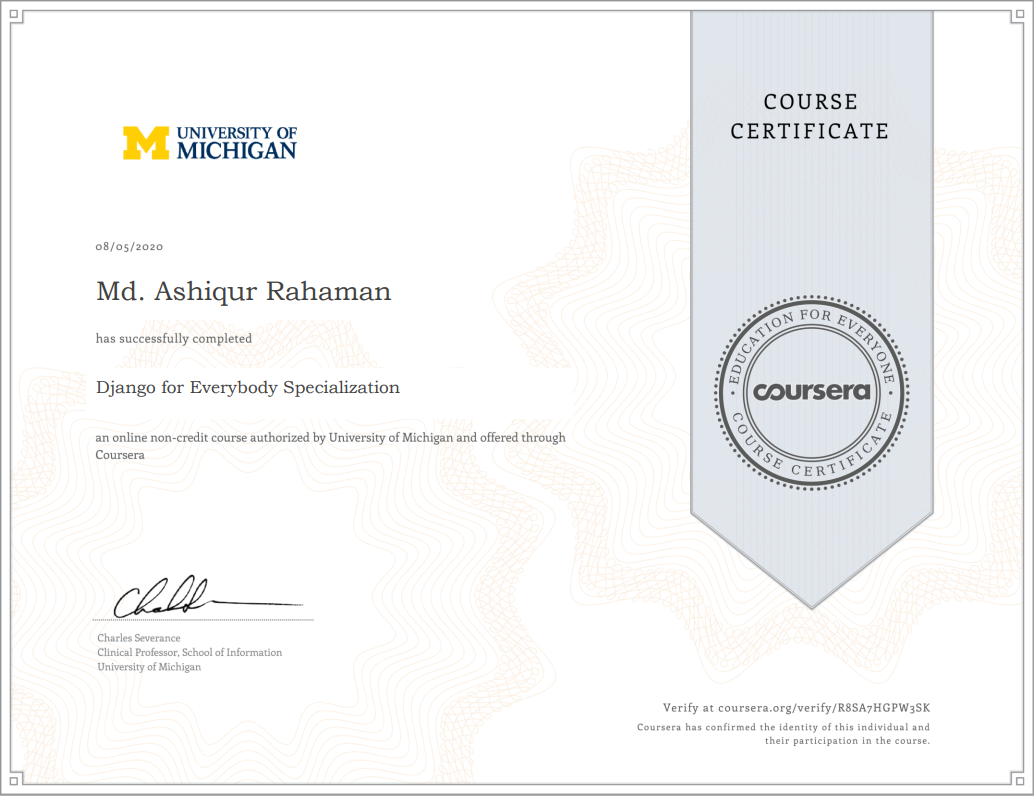 COURSE
CERTIFICATE
UNIVERSITY OF
MICHIGAN
08/05/2020
Md. Ashiqur Rahaman
has successfully completed
Django for Everybody Specialization
an online non-credit course authorized by University of Michigan and offered through
Coursera
EDUCATION FOR EVERYONE
coursera
COURSE CERTIFICATE
Charles Severance
Clinical Professor, School of Information
University of Michigan
Verify at coursera.org/verify/R8SA7HGPW3SK
Coursera has confirmed the identity of this individual and
their participation in the course.